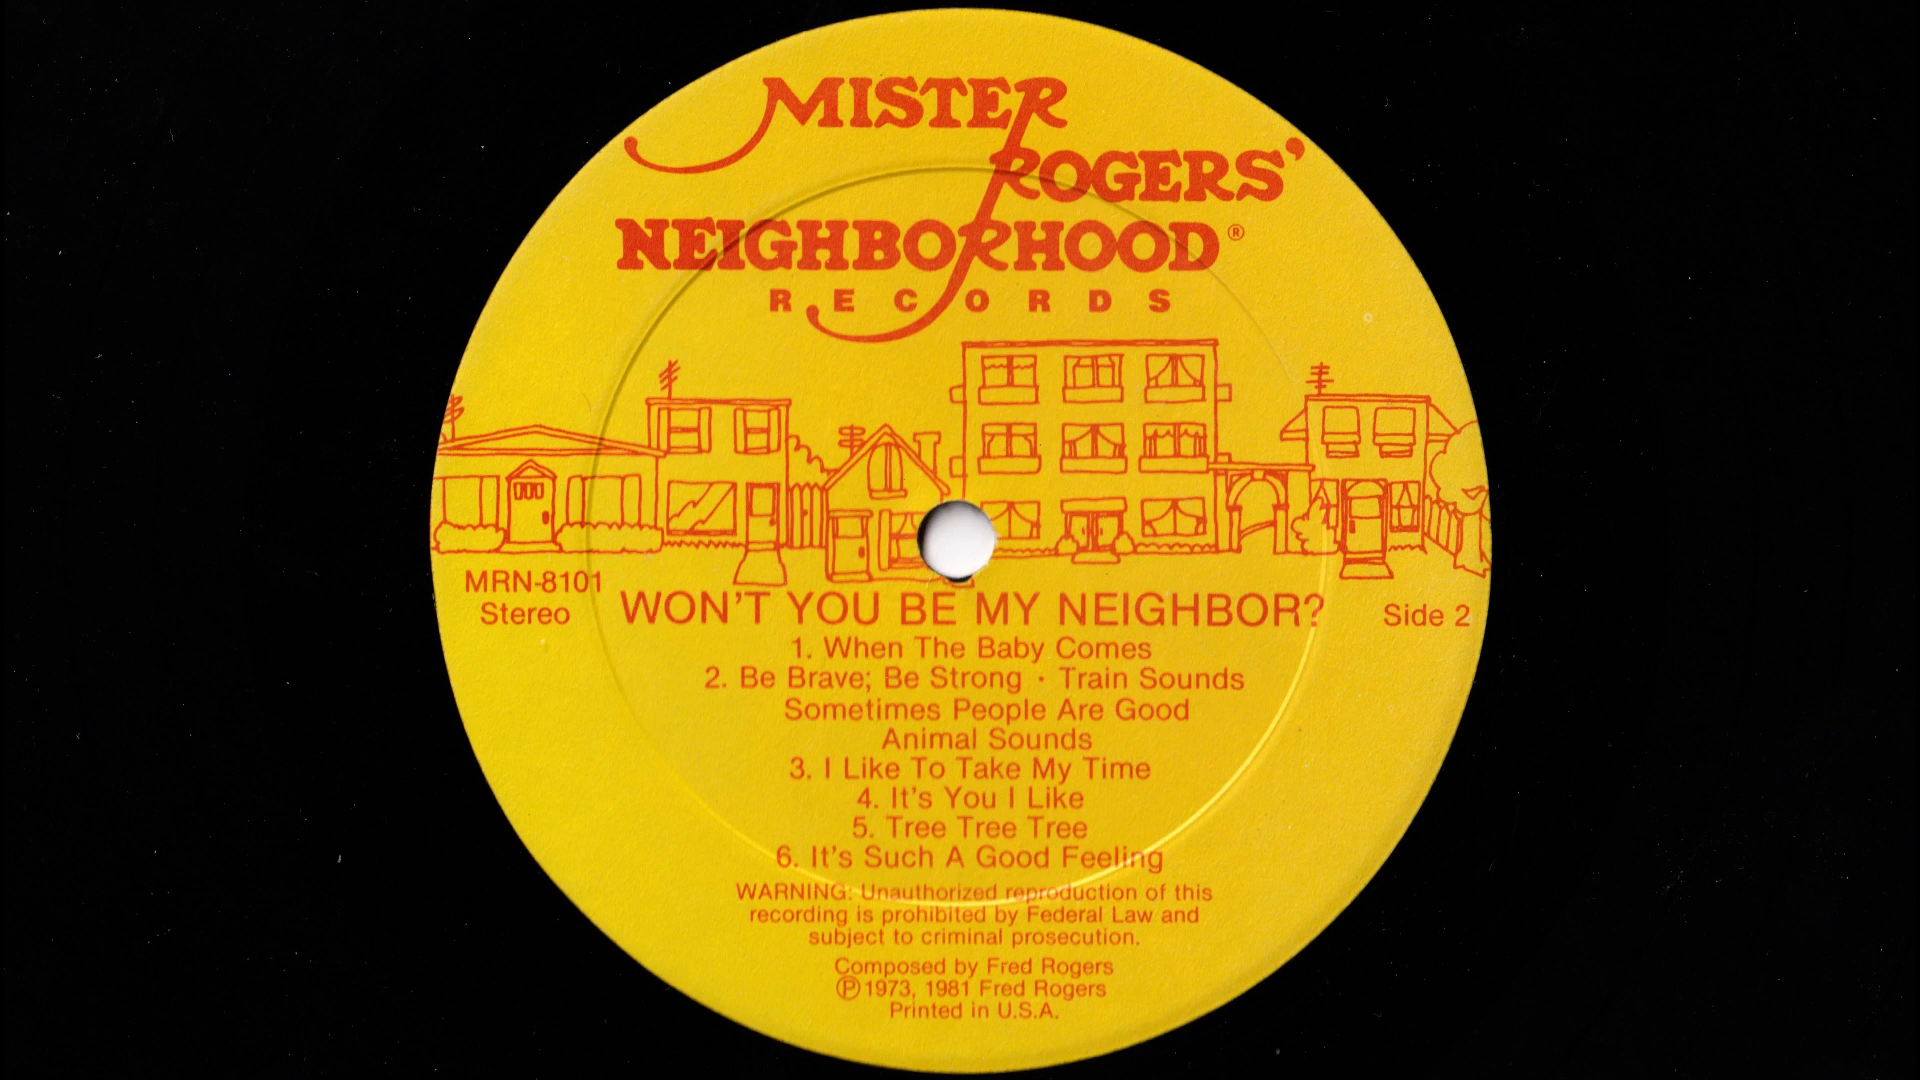 MISTER
ROGERS'
NEIGHBORHOOD®
RECORDS
MRN-8101
Stereo
WON'T YOU BE MY NEIGHBOR?
Side 2
1. When The Baby Comes
2. Be Brave; Be Strong · Train Sounds
Sometimes People Are Good
Animal Sounds
3. I Like To Take My Time
4. It's You I Like
5. Tree Tree Tree
6. It's Such A Good Feeling
WARNING: Unauthorized reproduction of this
recording is prohibited by Federal Law and
subject to criminal prosecution.
Composed by Fred Rogers
℗ 1973, 1981 Fred Rogers
Printed in U.S.A.